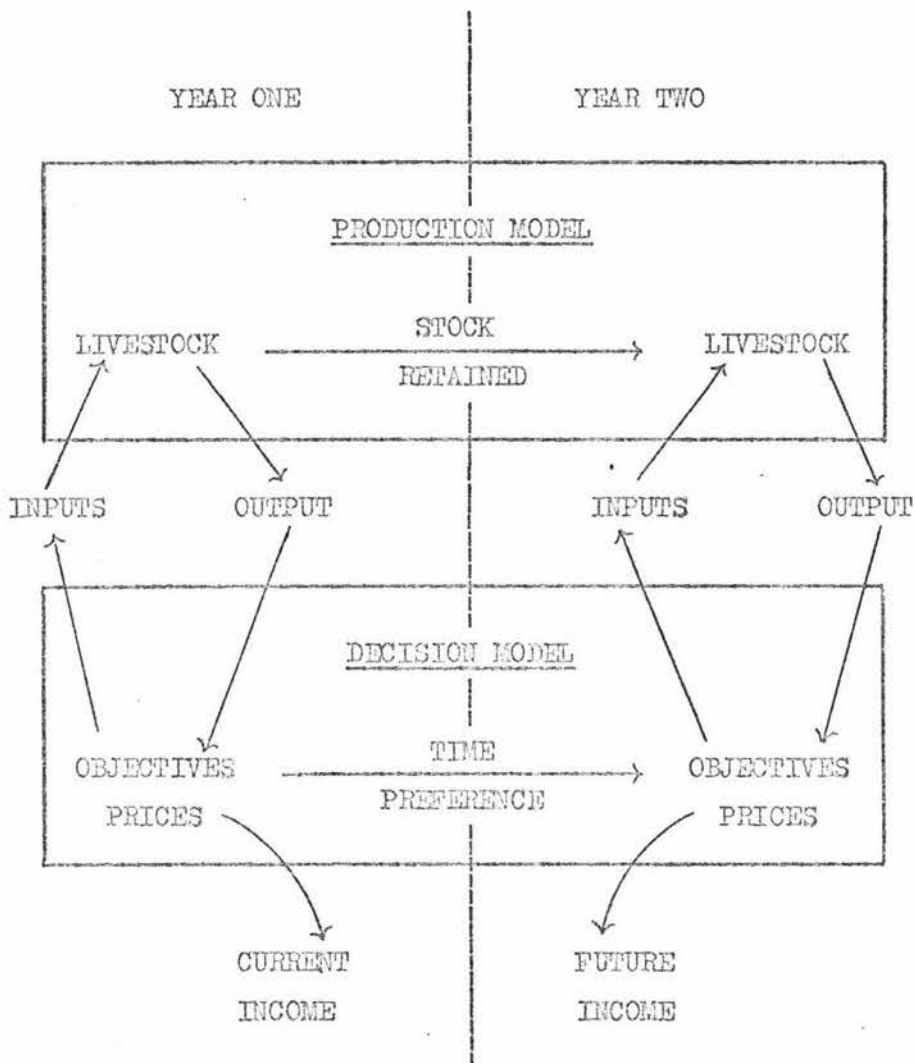 YEAR ONE YEAR TWO
PRODUCTION MODEL
STOCK
LIVESTOCK LIVESTOCK
RETAINED
INPUTS OUTPUT INPUTS OUTPUT
DECISION MODEL
TIME
OBJECTIVES OBJECTIVES
PREFERENCE
PRICES PRICES
CURRENT FUTURE
INCOME INCOME